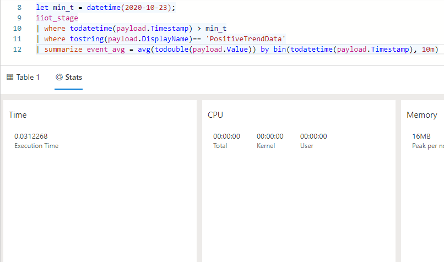 8 let min_t = datetime(2020-10-23);
9 iiot_stage
10 | where todatetime(payload.Timestamp) > min_t
11 | where tostring(payload.DisplayName)== 'PositiveTrendData'
12 | summarize event_avg = avg(todouble(payload.Value)) by bin(todatetime(payload.Timestamp), 10m)
Table 1 Stats
Time CPU Memory
0.0312268 00:00:00 00:00:00 00:00:00 16MB
Execution Time Total Kernel User Peak per n